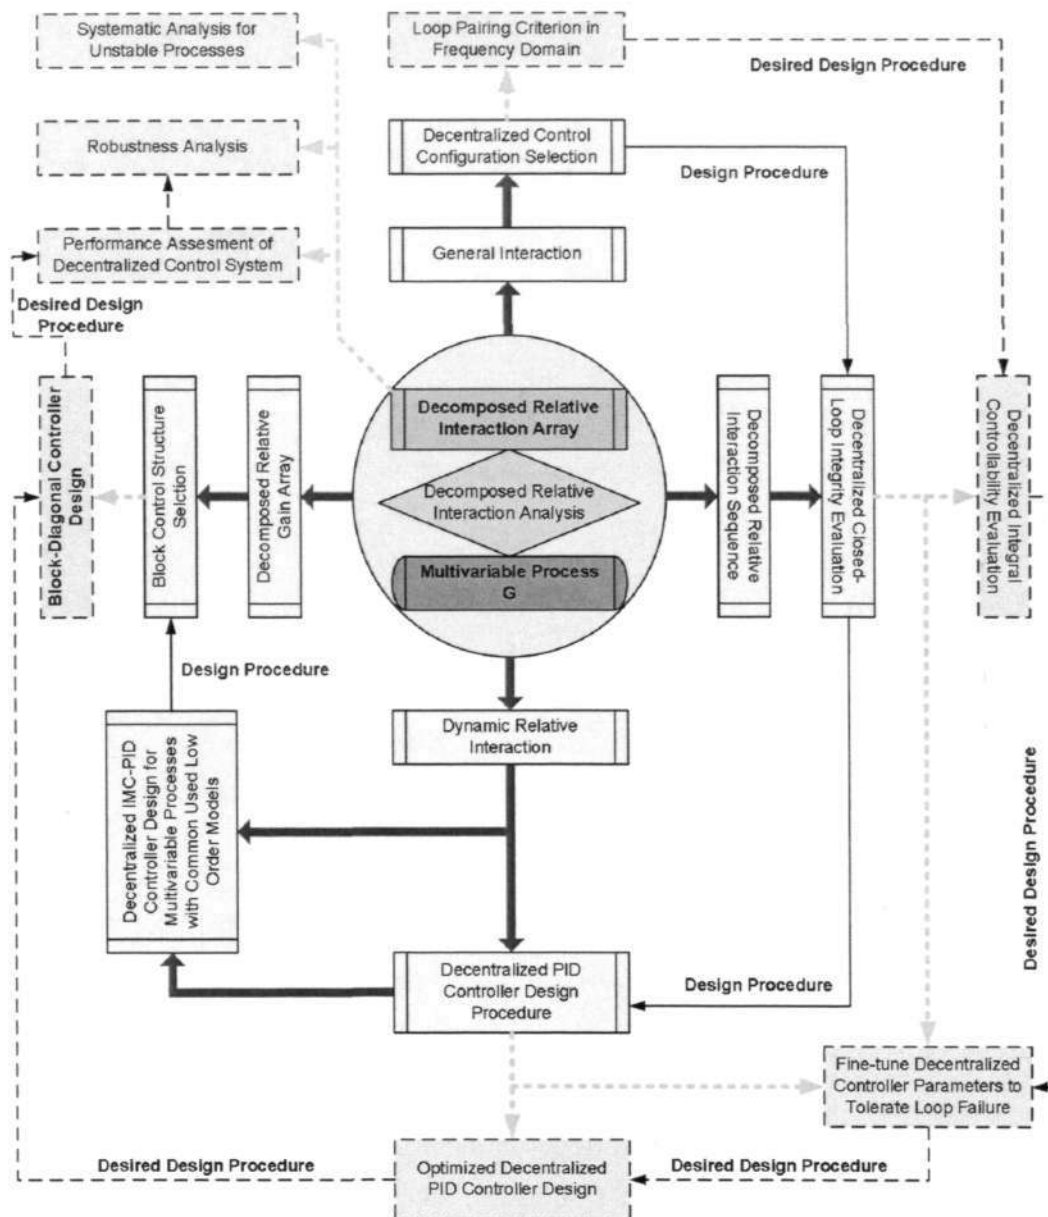 Systematic Analysis for
Unstable Processes
Loop Pairing Criterion in
Frequency Domain
Desired Design Procedure
Robustness Analysis
Decentralized Control
Configuration Selection
Design Procedure
Performance Assesment of
Decentralized Control System
General Interaction
Desired Design
Procedure
Block-Diagonal Controller
Design
Block Control Structure
Selection
Decomposed Relative
Gain Array
Decomposed Relative
Interaction Array
Decomposed Relative
Interaction Analysis
Multivariable Process
G
Decomposed Relative
Interaction Sequence
Decentralized Closed-
Loop Integrity Evaluation
Decentralized Integral
Controllability Evaluation
Design Procedure
Dynamic Relative
Interaction
Decentralized IMC-PID
Controller Design for
Multivariable Processes
with Common Used Low
Order Models
Desired Design Procedure
Decentralized PID
Controller Design
Procedure
Design Procedure
Fine-tune Decentralized
Controller Parameters to
Tolerate Loop Failure
Desired Design Procedure
Optimized Decentralized
PID Controller Design
Desired Design Procedure